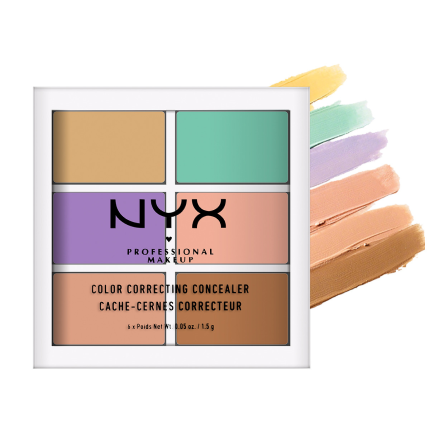 NYX
PROFESSIONAL
MAKEUP
COLOR CORRECTING CONCEALER
CACHE-CERNES CORRECTEUR
6 x Poids Net Wt. 0.05 oz. / 1.5 g